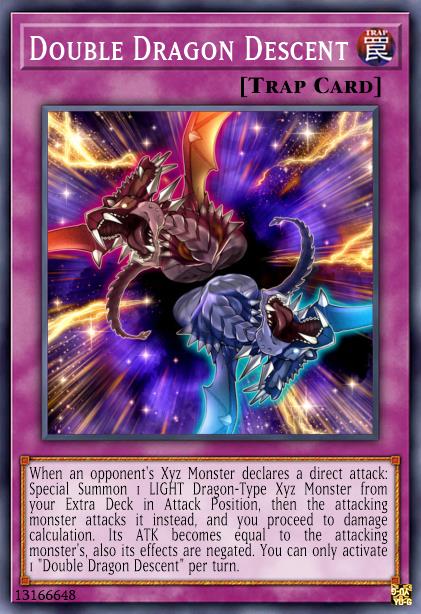 DOUBLE DRAGON DESCENT
TRAP
罠
[TRAP CARD]
When an opponent's Xyz Monster declares a direct attack:
Special Summon 1 LIGHT Dragon-Type Xyz Monster from
your Extra Deck in Attack Position, then the attacking
monster attacks it instead, and you proceed to damage
calculation. Its ATK becomes equal to the attacking
monster's, also its effects are negated. You can only activate
1 "Double Dragon Descent" per turn.
13166648